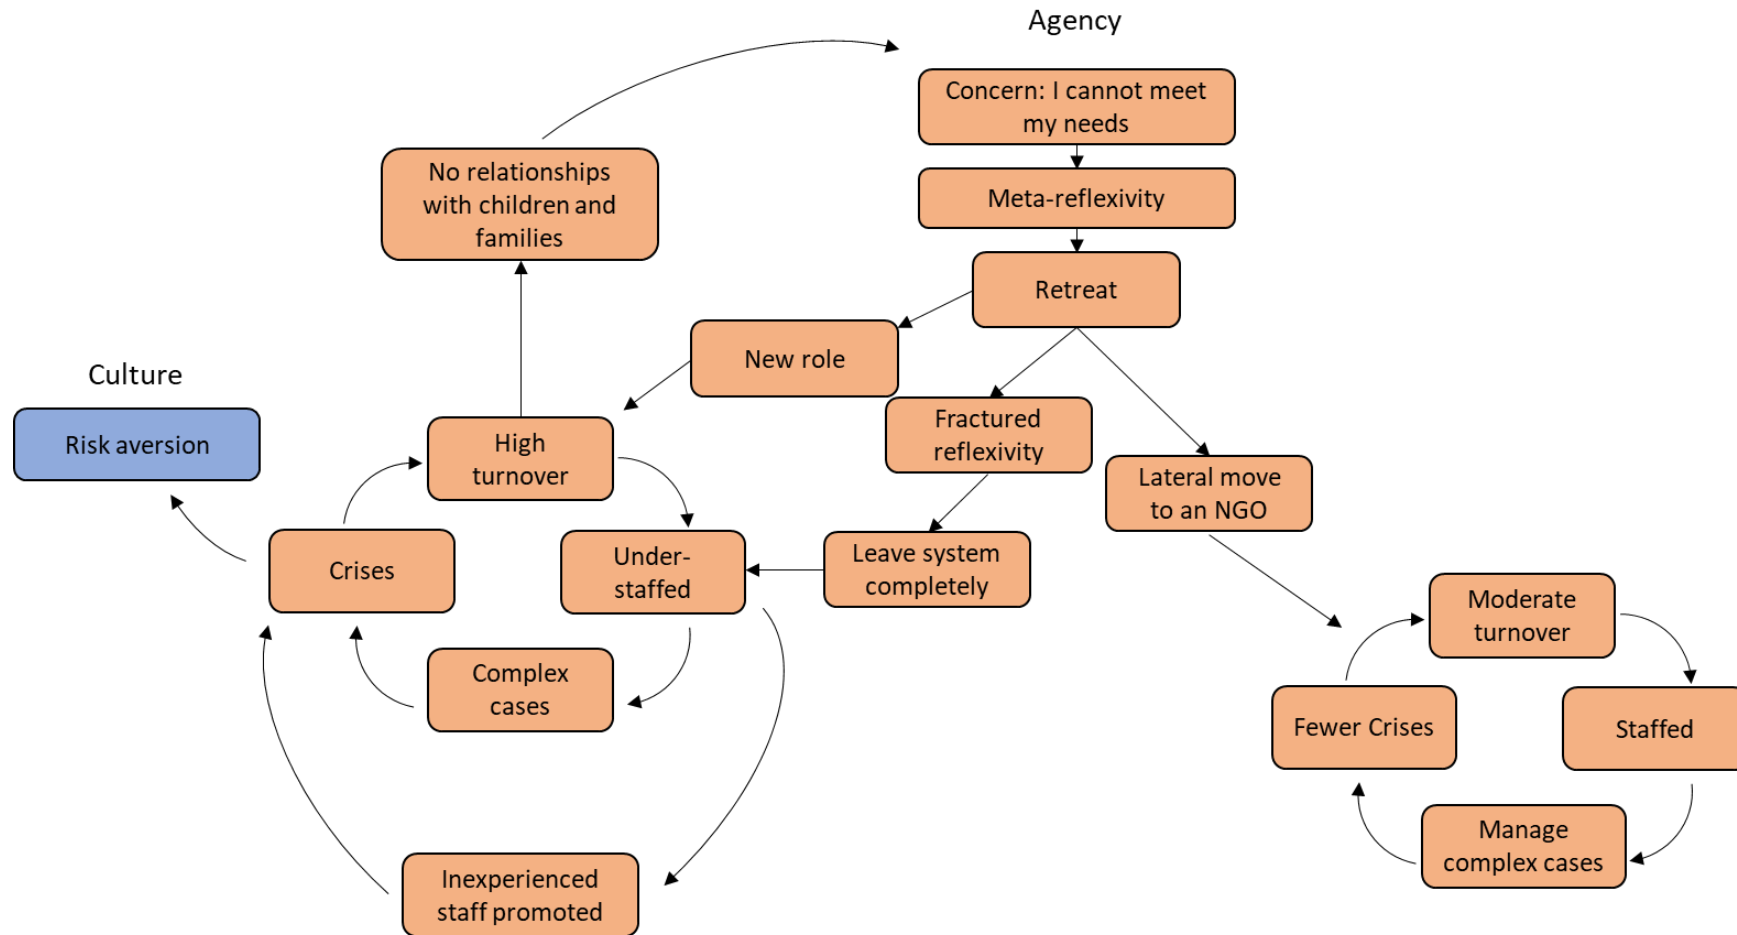 Agency
Concern: I cannot meet
my needs
No relationships
with children and
families
Meta-reflexivity
Retreat
New role
Culture
Risk aversion
High
turnover
Fractured
reflexivity
Lateral move
to an NGO
Crises
Under-
staffed
Leave system
completely
Moderate
turnover
Complex
cases
Fewer Crises
Staffed
Manage
complex cases
Inexperienced
staff promoted